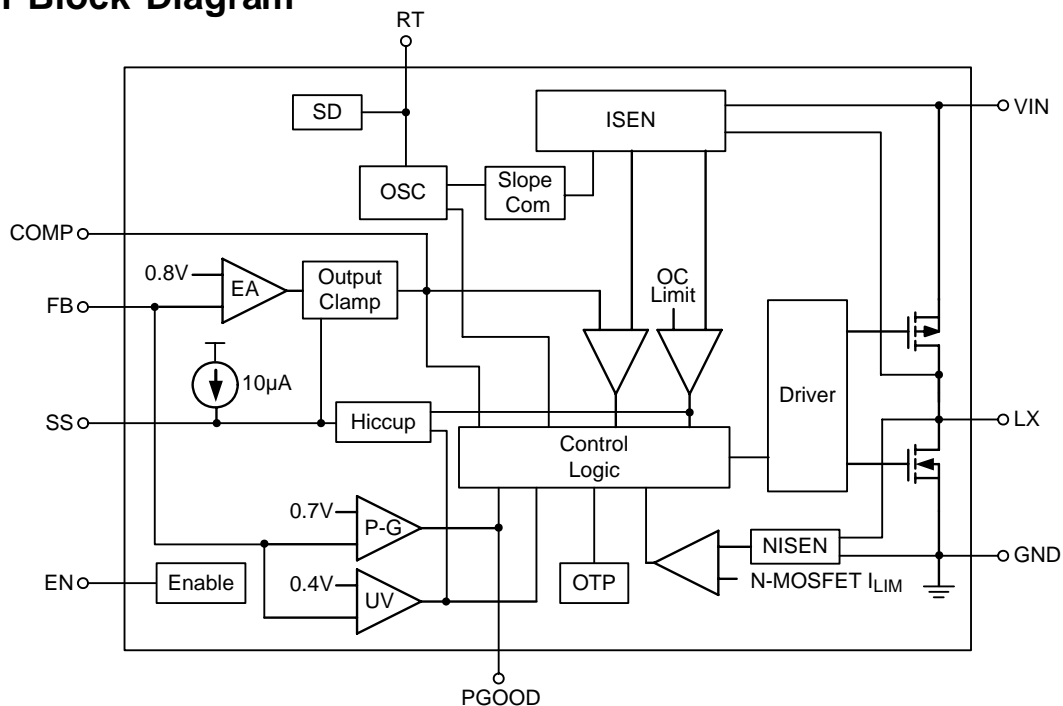 Block Diagram
RT
SD
ISEN
VIN
OSC
Slope
Com
COMP
0.8V
EA
Output
Clamp
OC
Limit
FB
10µA
Driver
SS
Hiccup
LX
Control
Logic
0.7V
P-G
NISEN
GND
EN
Enable
0.4V
UV
OTP
N-MOSFET ILIM
PGOOD